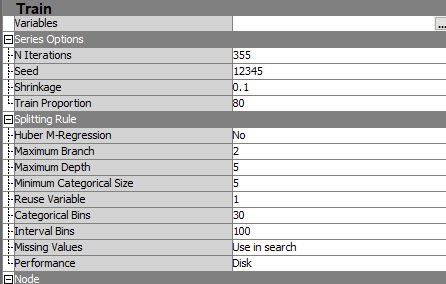 Train
Variables ...
Series Options
N Iterations 355
Seed 12345
Shrinkage 0.1
Train Proportion 80
Splitting Rule
Huber M-Regression No
Maximum Branch 2
Maximum Depth 5
Minimum Categorical Size 5
Reuse Variable 1
Categorical Bins 30
Interval Bins 100
Missing Values Use in search
Performance Disk
Node